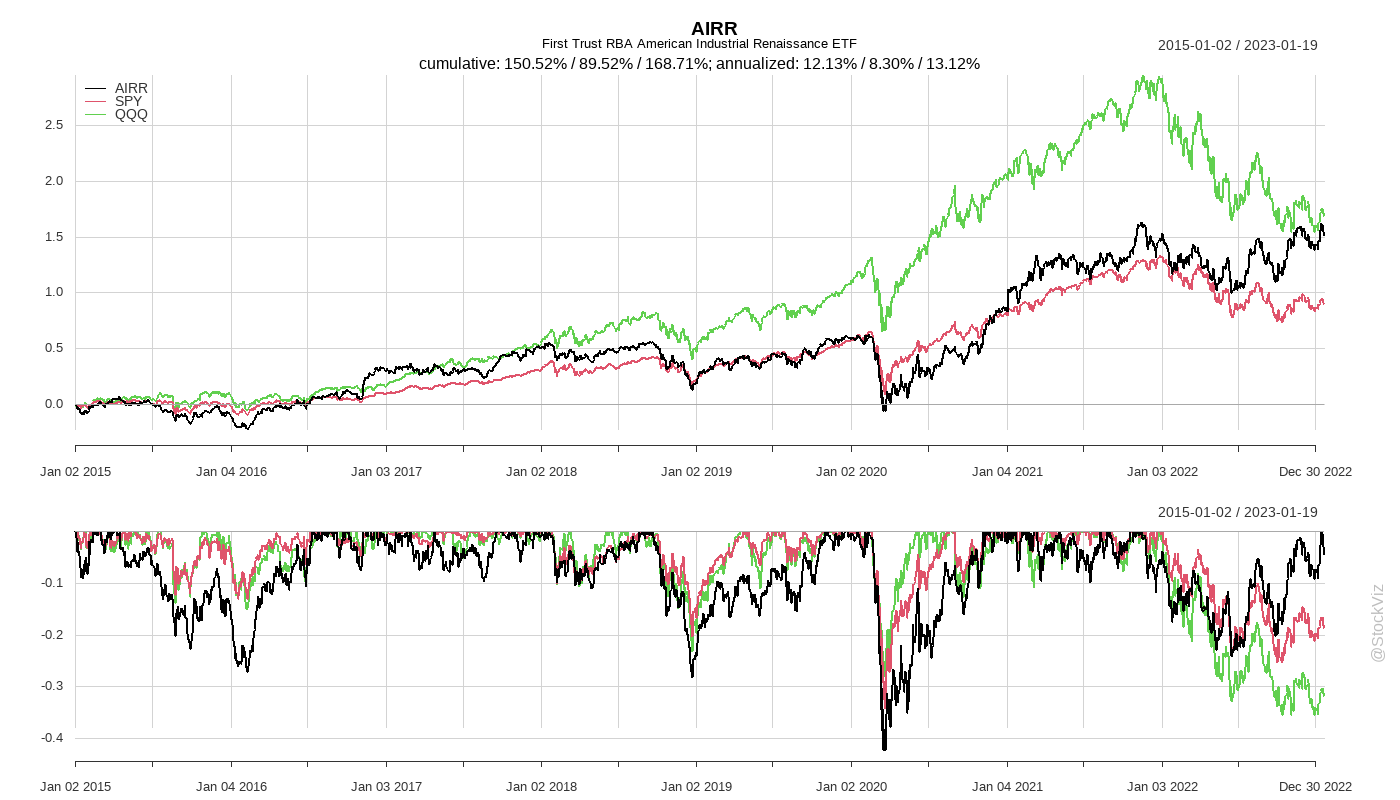 AIRR
First Trust RBA American Industrial Renaissance ETF
2015-01-02 / 2023-01-19
cumulative: 150.52% / 89.52% / 168.71%; annualized: 12.13% / 8.30% / 13.12%
AIRR
SPY
QQQ
2.5
2.0
1.5
1.0
0.5
0.0
Jan 02 2015 Jan 04 2016 Jan 03 2017 Jan 02 2018 Jan 02 2019 Jan 02 2020 Jan 04 2021 Jan 03 2022 Dec 30 2022
2015-01-02 / 2023-01-19
-0.1
-0.2
-0.3
-0.4
Jan 02 2015 Jan 04 2016 Jan 03 2017 Jan 02 2018 Jan 02 2019 Jan 02 2020 Jan 04 2021 Jan 03 2022 Dec 30 2022
@StockViz